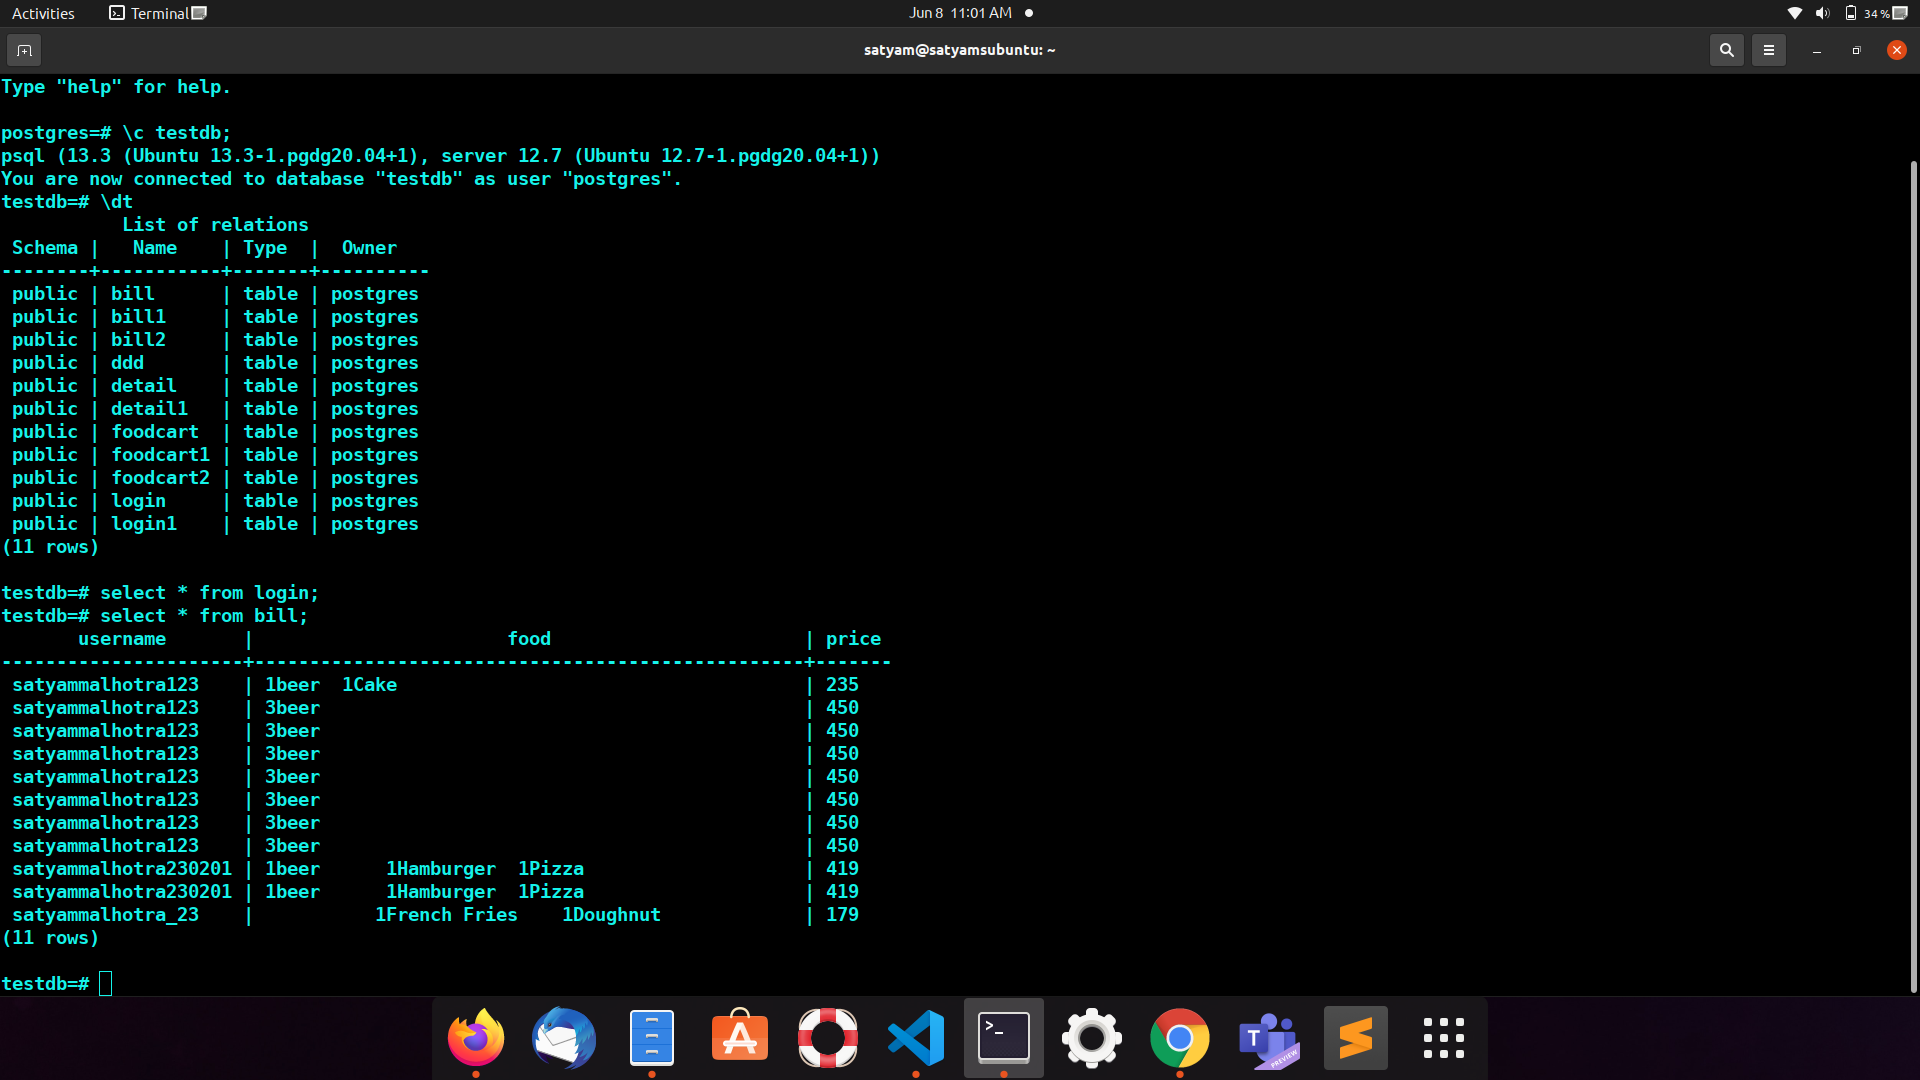 Activities Terminal Jun 8 11:01 AM 34 %
satyam@satyamsubuntu: ~
Type "help" for help.
postgres=# \c testdb;
psql (13.3 (Ubuntu 13.3-1.pgdg20.04+1), server 12.7 (Ubuntu 12.7-1.pgdg20.04+1))
You are now connected to database "testdb" as user "postgres".
testdb=# \dt
List of relations
Schema | Name | Type | Owner
--------+-----------+-------+----------
public | bill | table | postgres
public | bill1 | table | postgres
public | bill2 | table | postgres
public | ddd | table | postgres
public | detail | table | postgres
public | detail1 | table | postgres
public | foodcart | table | postgres
public | foodcart1 | table | postgres
public | foodcart2 | table | postgres
public | login | table | postgres
public | login1 | table | postgres
(11 rows)
testdb=# select * from login;
testdb=# select * from bill;
username | food | price
----------------------+--------------------------------------------------+-------
satyammalhotra123 | 1beer 1Cake | 235
satyammalhotra123 | 3beer | 450
satyammalhotra123 | 3beer | 450
satyammalhotra123 | 3beer | 450
satyammalhotra123 | 3beer | 450
satyammalhotra123 | 3beer | 450
satyammalhotra123 | 3beer | 450
satyammalhotra123 | 3beer | 450
satyammalhotra230201 | 1beer 1Hamburger 1Pizza | 419
satyammalhotra230201 | 1beer 1Hamburger 1Pizza | 419
satyammalhotra_23 | 1French Fries 1Doughnut | 179
(11 rows)
testdb=#
T PREVIEW